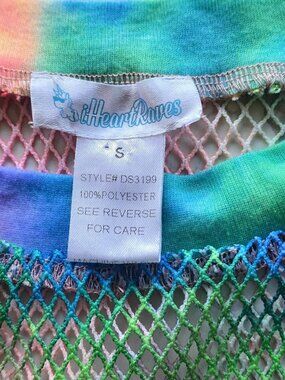 iHeartRaves
S
STYLE# DS3199
100%POLYESTER
SEE REVERSE
FOR CARE